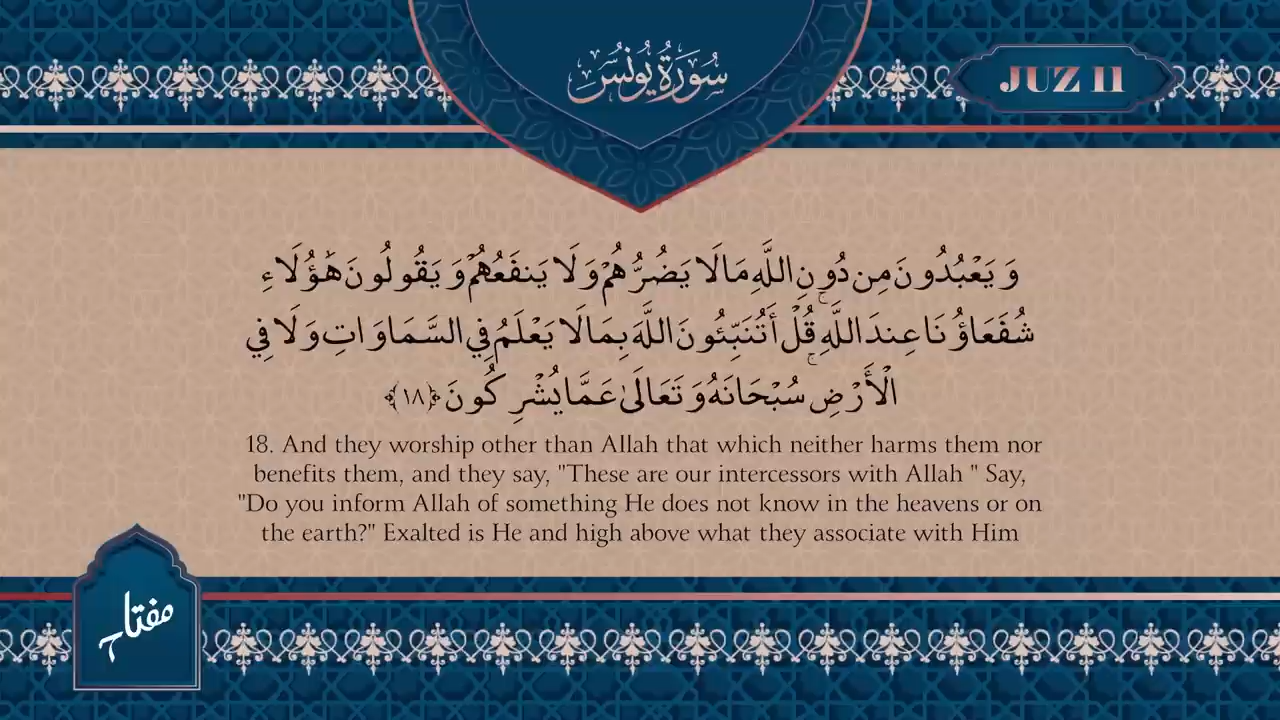 سُورَةُ يُونُسَ
JUZ 11
وَيَعْبُدُونَ مِن دُونِ اللَّهِ مَا لَا يَضُرُّهُمْ وَلَا يَنفَعُهُمْ وَيَقُولُونَ هَٰؤُلَاءِ
شُفَعَاؤُنَا عِندَ اللَّهِ ۚ قُلْ أَتُنَبِّئُونَ اللَّهَ بِمَا لَا يَعْلَمُ فِي السَّمَاوَاتِ وَلَا فِي
الْأَرْضِ ۚ سُبْحَانَهُ وَتَعَالَىٰ عَمَّا يُشْرِكُونَ ﴿١٨﴾
18. And they worship other than Allah that which neither harms them nor
benefits them, and they say, "These are our intercessors with Allah " Say,
"Do you inform Allah of something He does not know in the heavens or on
the earth?" Exalted is He and high above what they associate with Him
مفتاح